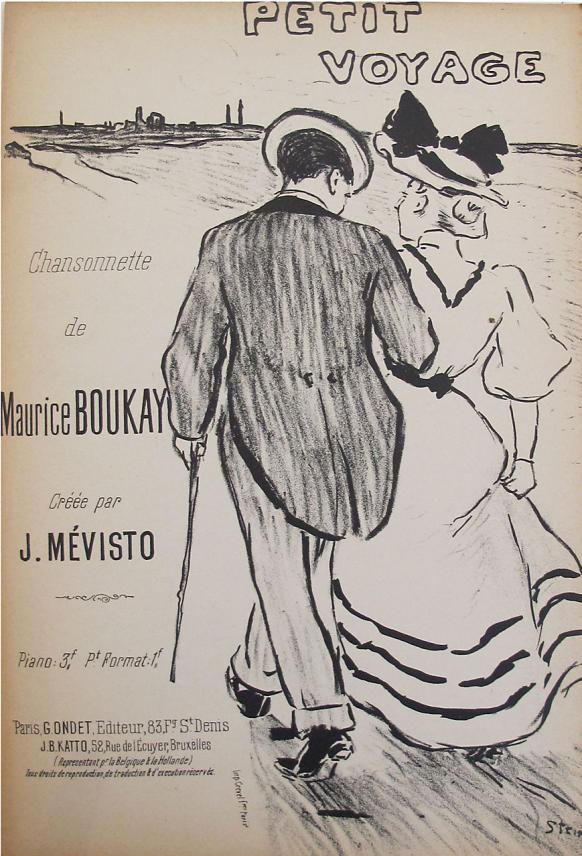 PETIT
VOYAGE
Chansonnette
de
Maurice BOUKAY
Créée par
J. MÉVISTO
Piano: 3f Pt Format: 1f
Paris, G. ONDET, Editeur, 83, Fg St Denis
J.B. KATTO, 52, Rue de l'Ecuyer, Bruxelles
(Représentant pr la Belgique & la Hollande)
Tous droits de reproduction, de traduction & d'exécution réservés.
Stein